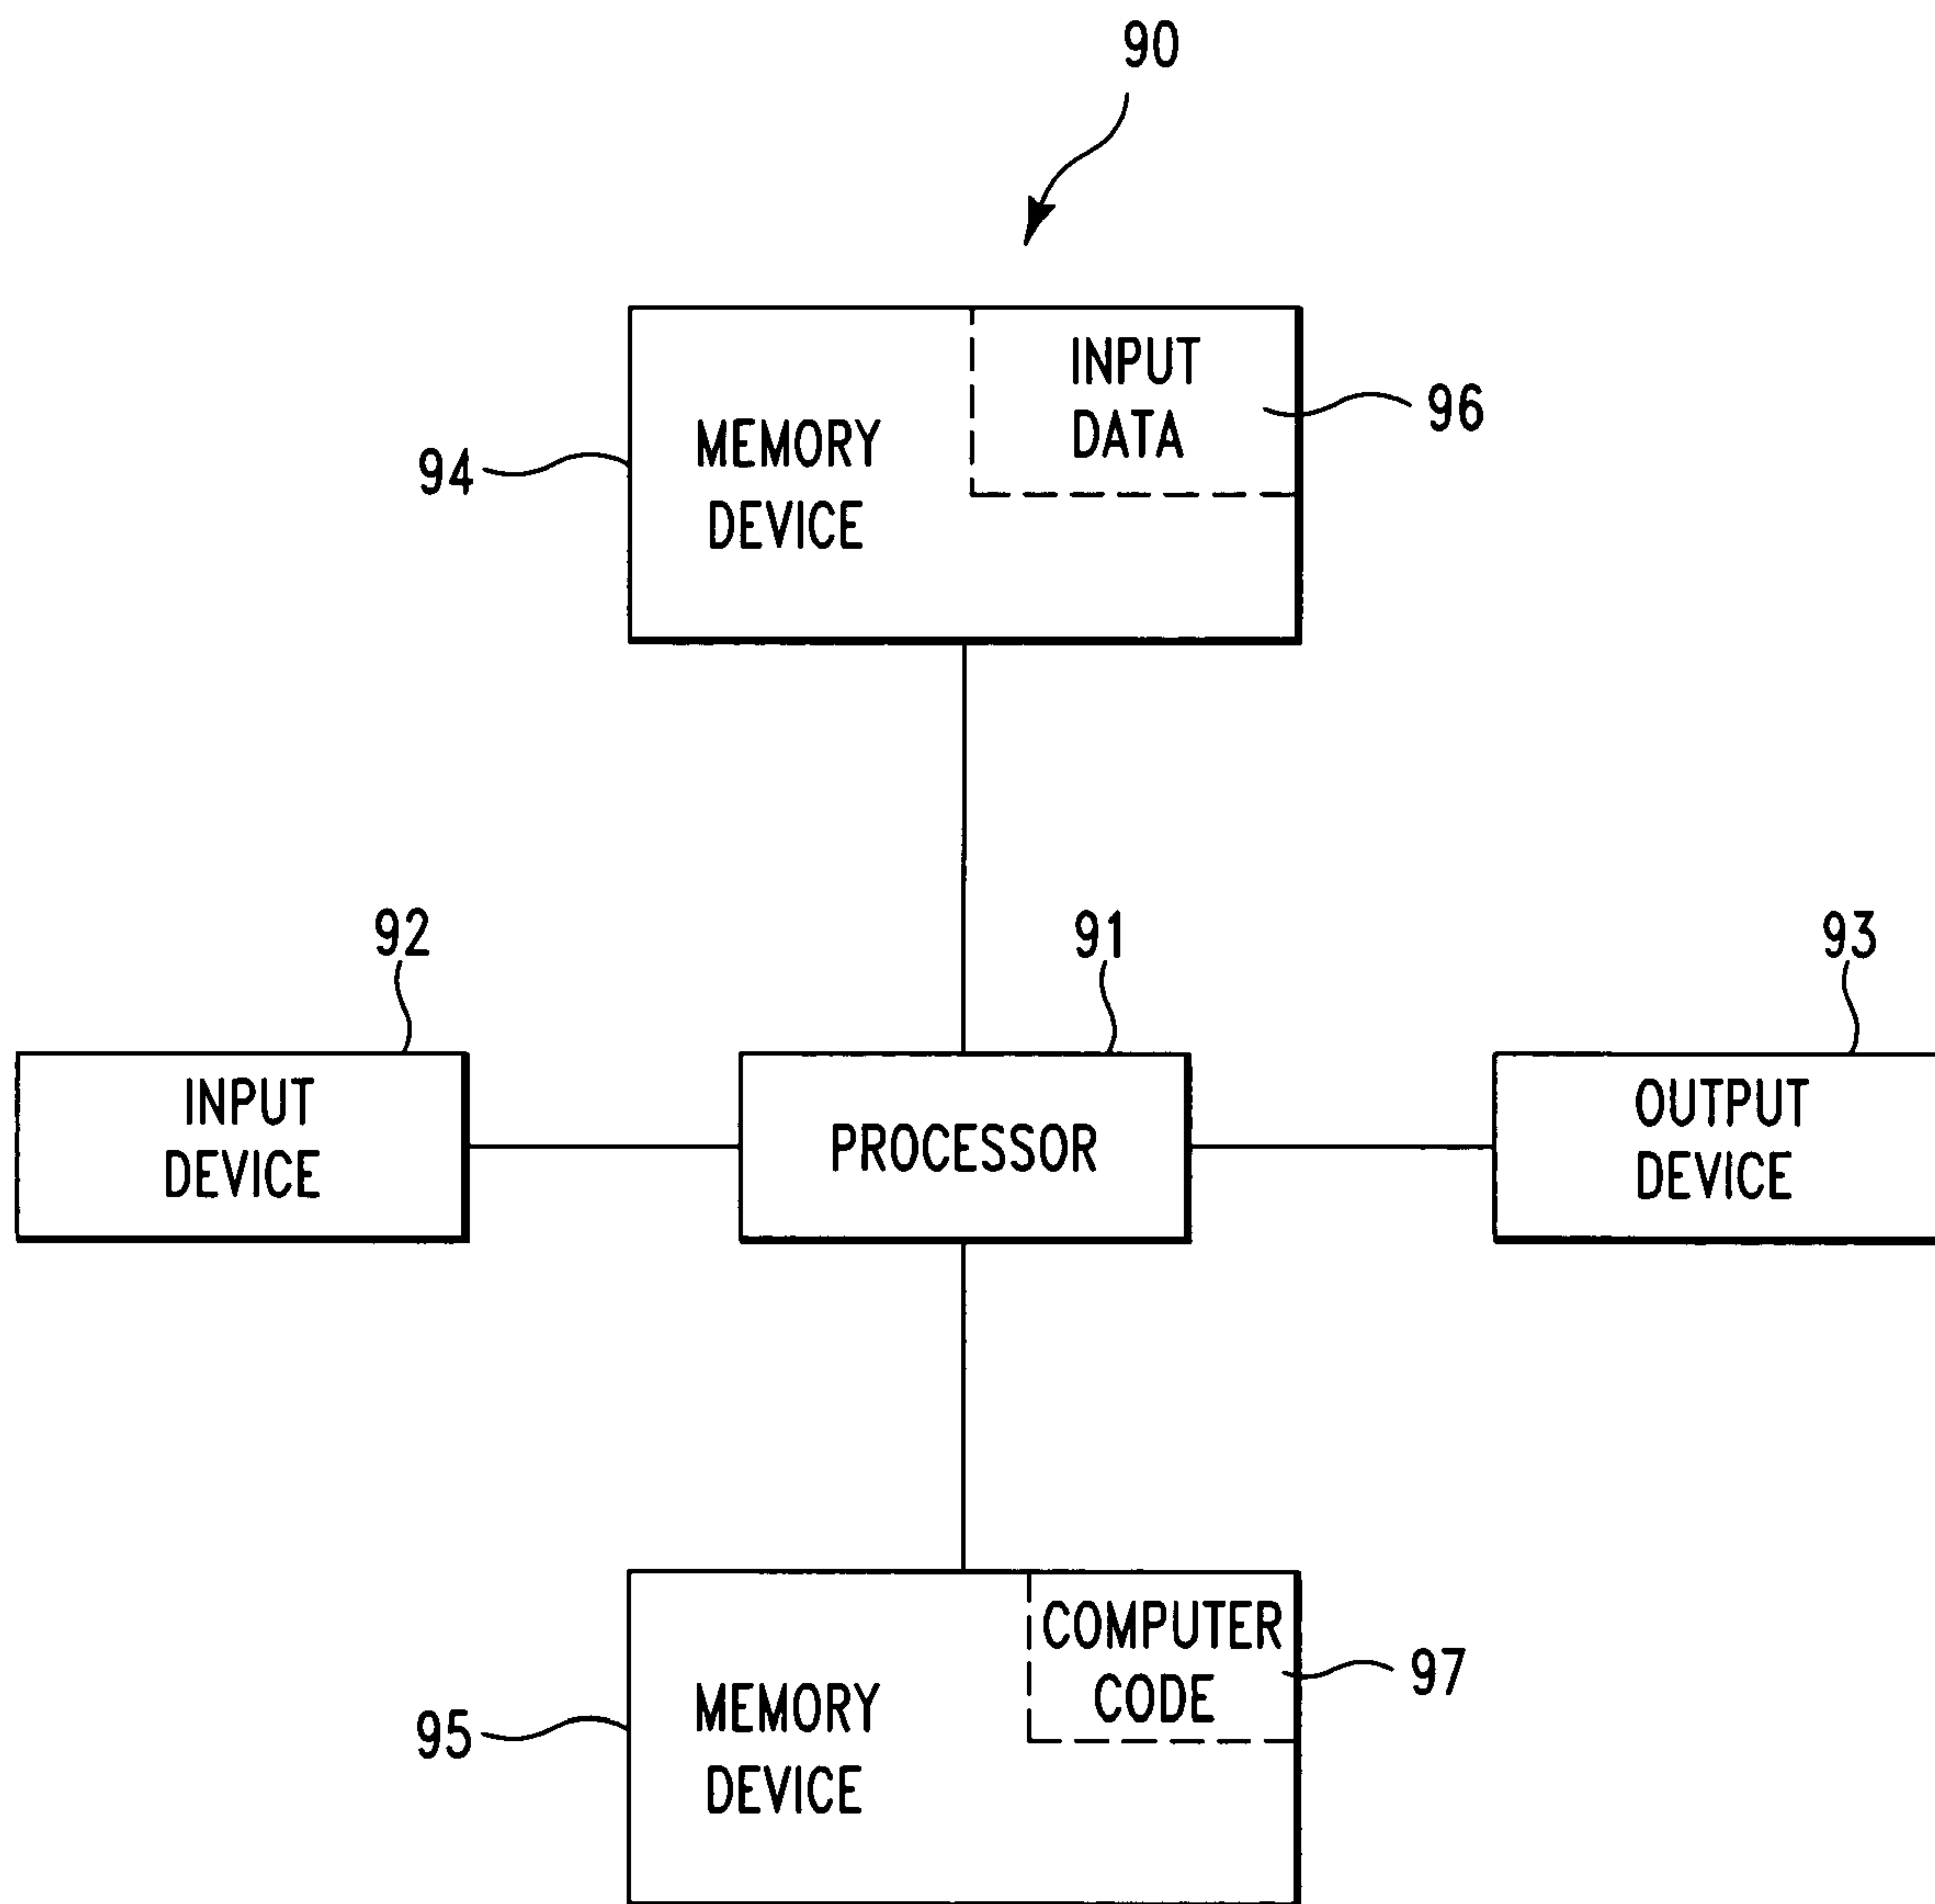 90
INPUT
DATA
96
MEMORY
DEVICE
94
92
91
93
INPUT
DEVICE
PROCESSOR
OUTPUT
DEVICE
COMPUTER
CODE
97
MEMORY
DEVICE
95